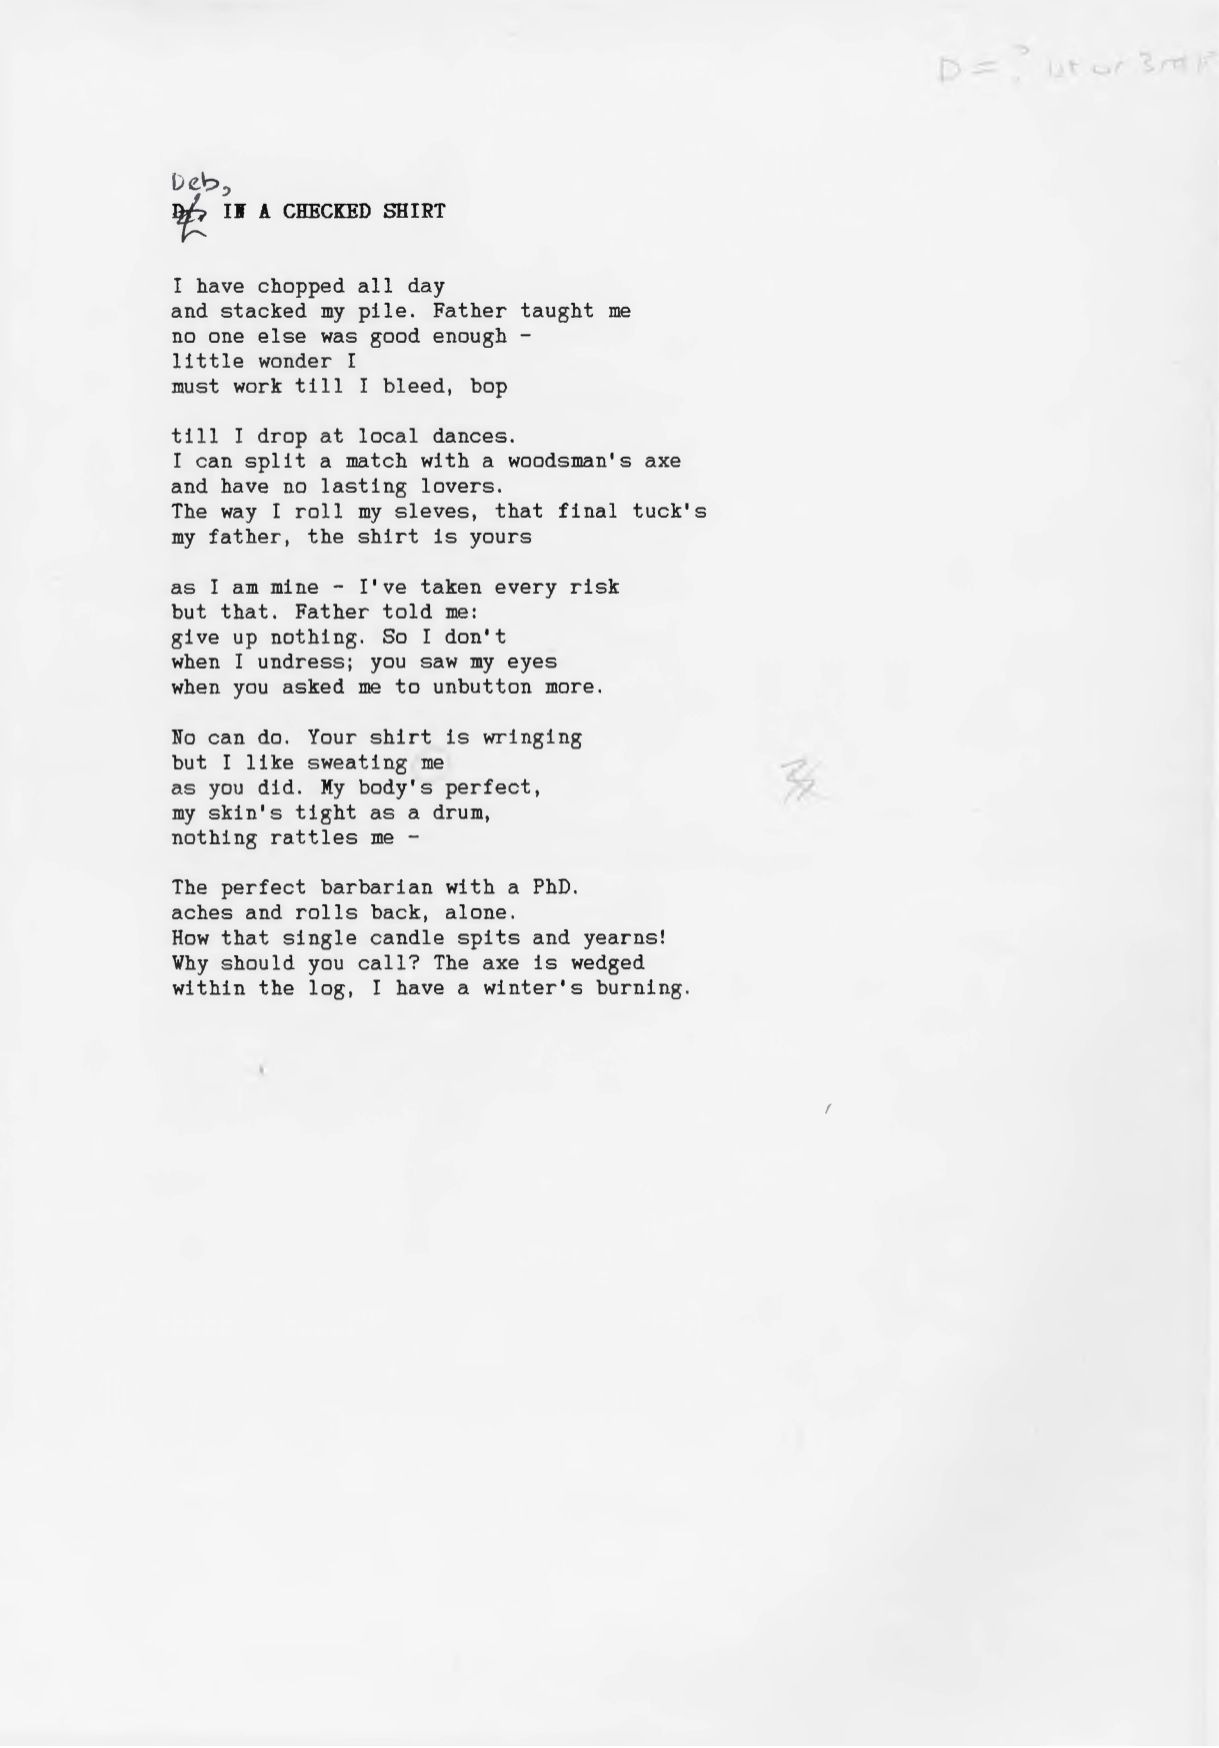 D = ? 1st or 3rd
Deb,
D, IN A CHECKED SHIRT
I have chopped all day
and stacked my pile. Father taught me
no one else was good enough -
little wonder I
must work till I bleed, bop
till I drop at local dances.
I can split a match with a woodsman's axe
and have no lasting lovers.
The way I roll my sleves, that final tuck's
my father, the shirt is yours
as I am mine - I've taken every risk
but that. Father told me:
give up nothing. So I don't
when I undress; you saw my eyes
when you asked me to unbutton more.
No can do. Your shirt is wringing
but I like sweating me
as you did. My body's perfect,
my skin's tight as a drum,
nothing rattles me -
The perfect barbarian with a PhD.
aches and rolls back, alone.
How that single candle spits and yearns!
Why should you call? The axe is wedged
within the log, I have a winter's burning.